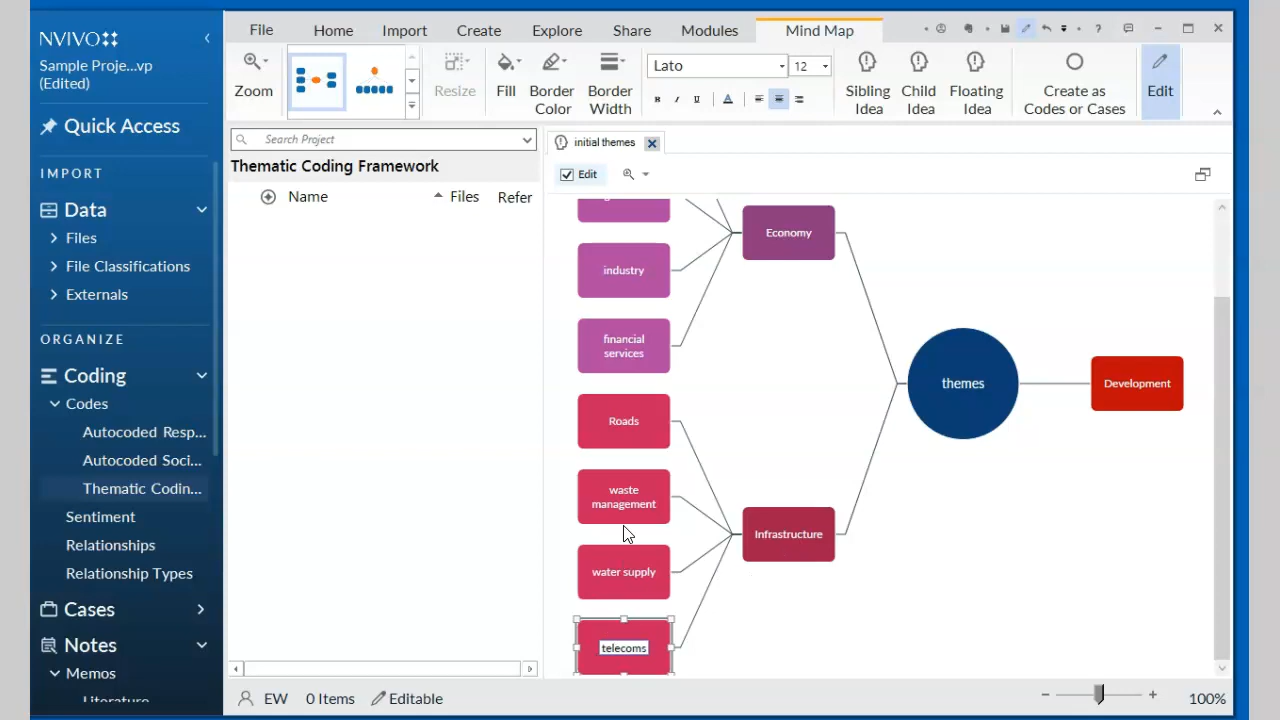 NVIVO
Sample Proje...vp
(Edited)
Quick Access
IMPORT
Data
Files
File Classifications
Externals
ORGANIZE
Coding
Codes
Autocoded Resp...
Autocoded Soci...
Thematic Codin...
Sentiment
Relationships
Relationship Types
Cases
Notes
Memos
Literature
File
Home
Import
Create
Explore
Share
Modules
Mind Map
Zoom
Resize
Fill
Border
Color
Border
Width
Lato
12
B
I
U
A
Sibling
Idea
Child
Idea
Floating
Idea
Create as
Codes or Cases
Edit
Search Project
Thematic Coding Framework
Name
Files
Refer
initial themes
Edit
Economy
industry
financial
services
Roads
waste
management
water supply
telecoms
Infrastructure
themes
Development
EW
0 Items
Editable
100%